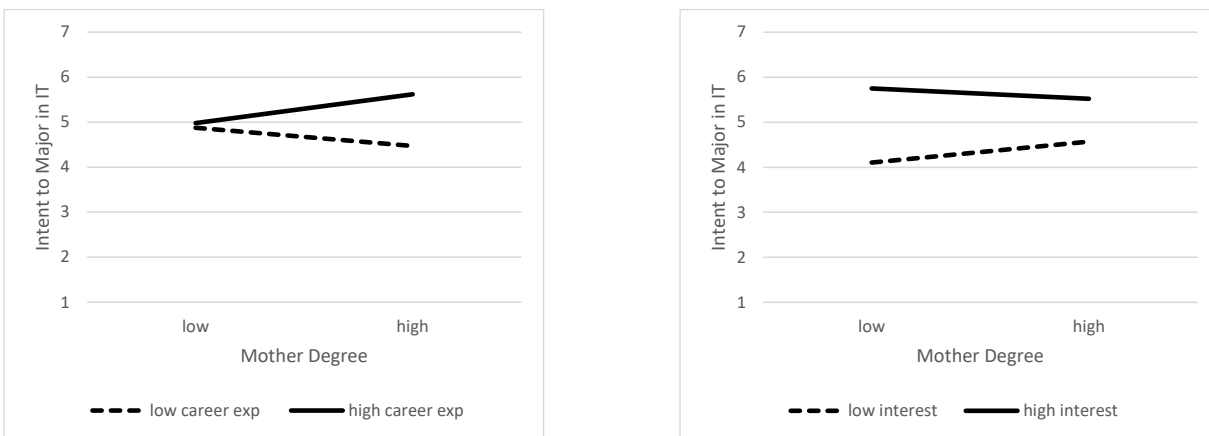 7
6
5
4
3
2
1
Intent to Major in IT
low high
Mother Degree
low career exp high career exp
7
6
5
4
3
2
1
Intent to Major in IT
low high
Mother Degree
low interest high interest